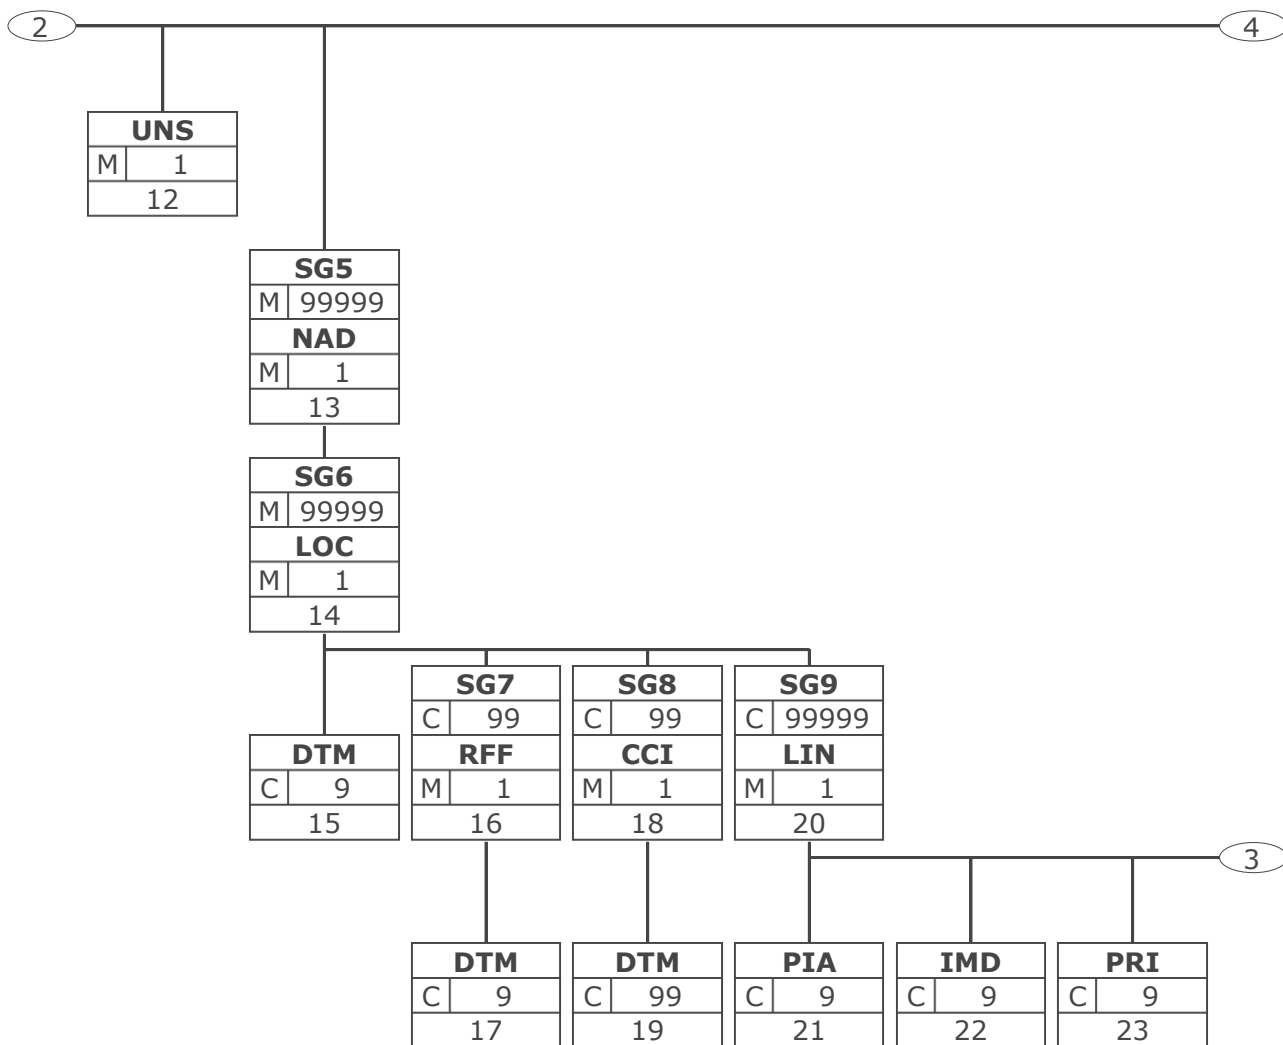 2
4
UNS
M 1
12
SG5
M 99999
NAD
M 1
13
SG6
M 99999
LOC
M 1
14
SG7
C 99
RFF
M 1
16
SG8
C 99
CCI
M 1
18
SG9
C 99999
LIN
M 1
20
DTM
C 9
15
3
DTM
C 9
17
DTM
C 99
19
PIA
C 9
21
IMD
C 9
22
PRI
C 9
23